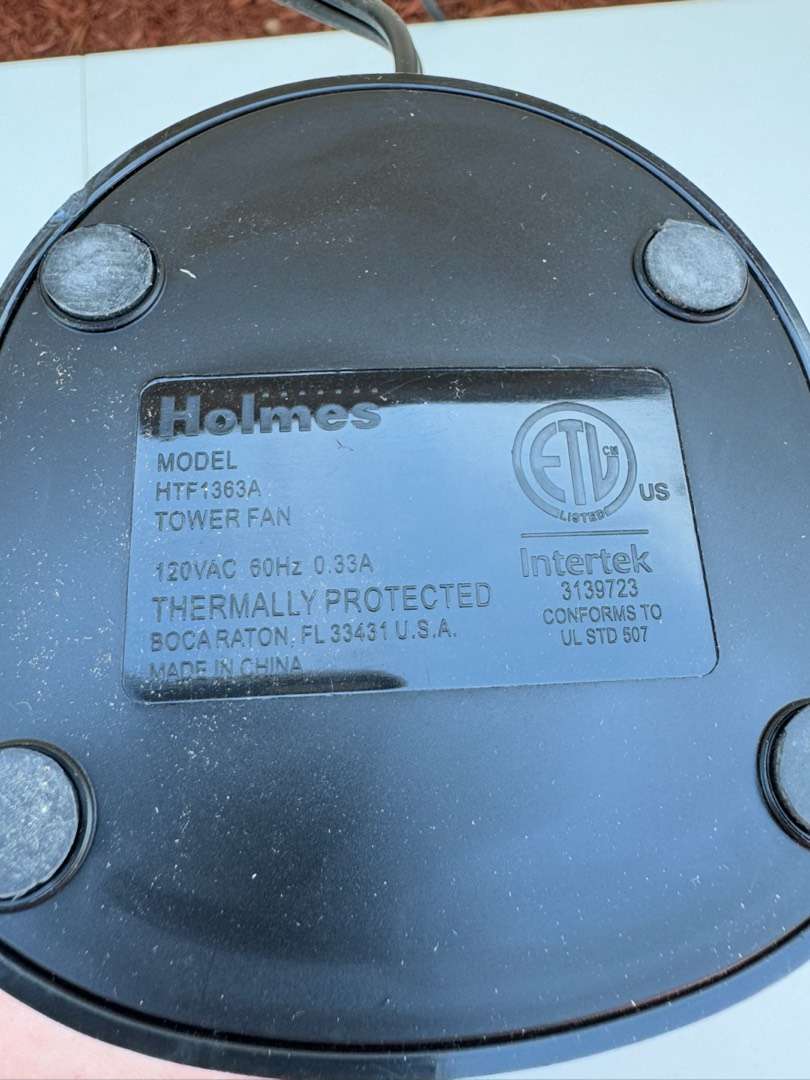 Holmes
MODEL
HTF1363A
TOWER FAN
120VAC 60Hz 0.33A
THERMALLY PROTECTED
BOCA RATON, FL 33431 U.S.A.
MADE IN CHINA
ETL CM
LISTED
US
Intertek
3139723
CONFORMS TO
UL STD 507